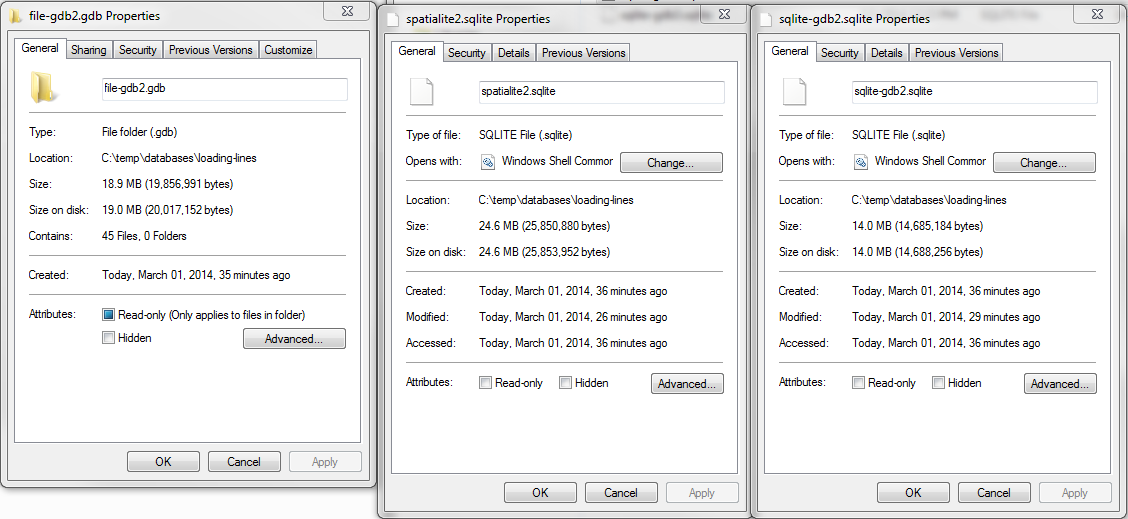 file-gdb2.gdb Properties
General Sharing Security Previous Versions Customize
file-gdb2.gdb
Type: File folder (.gdb)
Location: C:\temp\databases\loading-lines
Size: 18.9 MB (19,856,991 bytes)
Size on disk: 19.0 MB (20,017,152 bytes)
Contains: 45 Files, 0 Folders
Created: Today, March 01, 2014, 35 minutes ago
Attributes: Read-only (Only applies to files in folder)
Hidden Advanced...
OK Cancel Apply
spatialite2.sqlite Properties
General Security Details Previous Versions
spatialite2.sqlite
Type of file: SQLITE File (.sqlite)
Opens with: Windows Shell Commor Change...
Location: C:\temp\databases\loading-lines
Size: 24.6 MB (25,850,880 bytes)
Size on disk: 24.6 MB (25,853,952 bytes)
Created: Today, March 01, 2014, 36 minutes ago
Modified: Today, March 01, 2014, 26 minutes ago
Accessed: Today, March 01, 2014, 36 minutes ago
Attributes: Read-only Hidden Advanced...
OK Cancel Apply
sqlite-gdb2.sqlite Properties
General Security Details Previous Versions
sqlite-gdb2.sqlite
Type of file: SQLITE File (.sqlite)
Opens with: Windows Shell Commor Change...
Location: C:\temp\databases\loading-lines
Size: 14.0 MB (14,685,184 bytes)
Size on disk: 14.0 MB (14,688,256 bytes)
Created: Today, March 01, 2014, 36 minutes ago
Modified: Today, March 01, 2014, 29 minutes ago
Accessed: Today, March 01, 2014, 36 minutes ago
Attributes: Read-only Hidden Advanced...
OK Cancel Apply